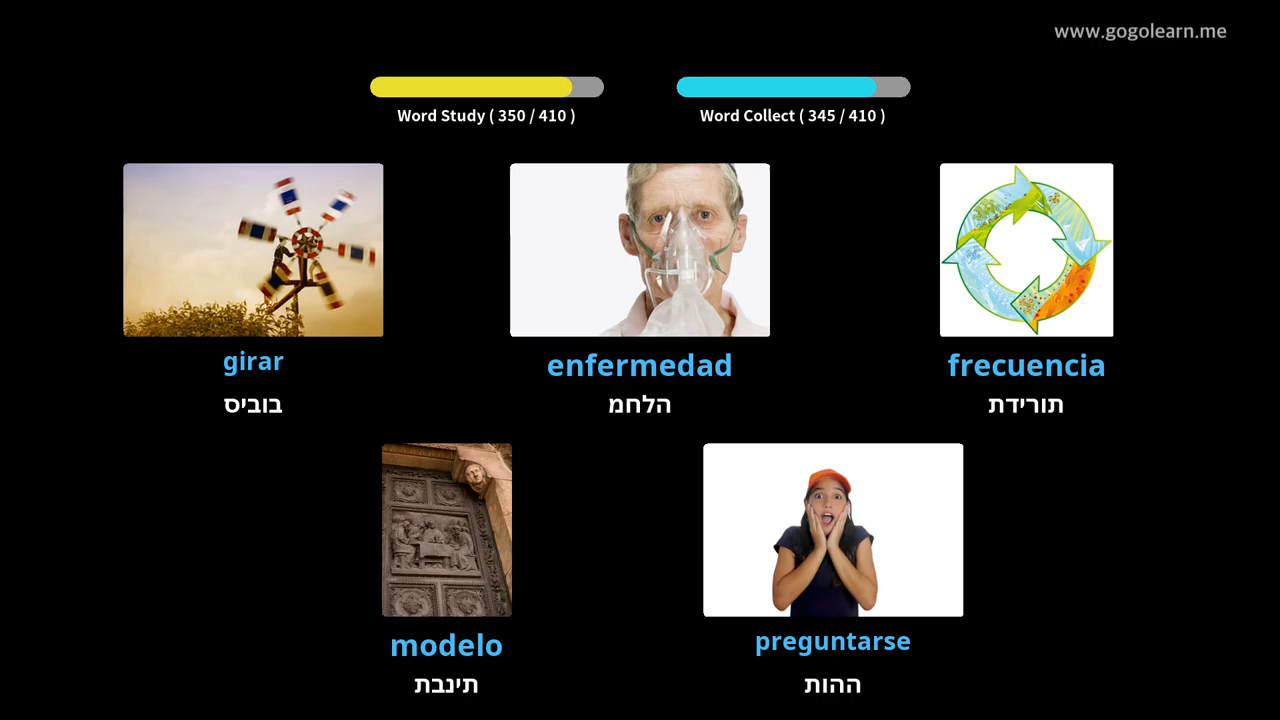 www.gogolearn.me
Word Study ( 350 / 410 )
Word Collect ( 345 / 410 )
girar
בוביס
enfermedad
הלחמ
frecuencia
תורידת
modelo
תינבת
preguntarse
ההות